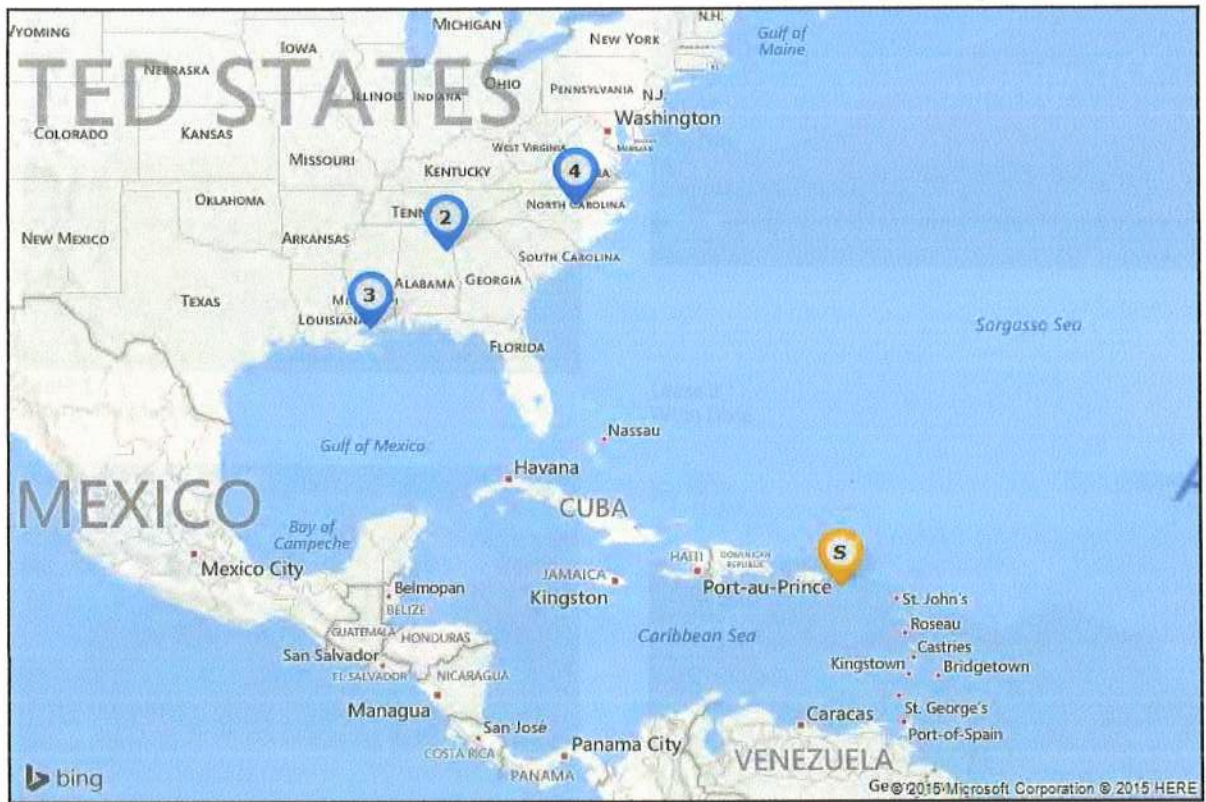 WYOMING
MICHIGAN
N.H.
Gulf of
Maine
IOWA
NEW YORK
NEBRASKA
TED STATES
OHIO
ILLINOIS
INDIANA
PENNSYLVANIA
N.J.
COLORADO
KANSAS
Washington
MISSOURI
WEST VIRGINIA
KENTUCKY
4
OKLAHOMA
TENN
2
NORTH CAROLINA
NEW MEXICO
ARKANSAS
SOUTH CAROLINA
ALABAMA
GEORGIA
3
TEXAS
LOUISIANA
Sargasso Sea
FLORIDA
Gulf of Mexico
Nassau
Havana
MEXICO
CUBA
Bay of
Campeche
S
Mexico City
HAITI
DOMINICAN
REPUBLIC
JAMAICA
Belmopan
BELIZE
Kingston
Port-au-Prince
St. John's
Roseau
GUATEMALA
HONDURAS
Caribbean Sea
Castries
San Salvador
EL SALVADOR
NICARAGUA
Kingstown
Bridgetown
Managua
St. George's
Caracas
San José
Port-of-Spain
COSTA RICA
Panama City
VENEZUELA
PANAMA
bing
© 2015 Microsoft Corporation © 2015 HERE